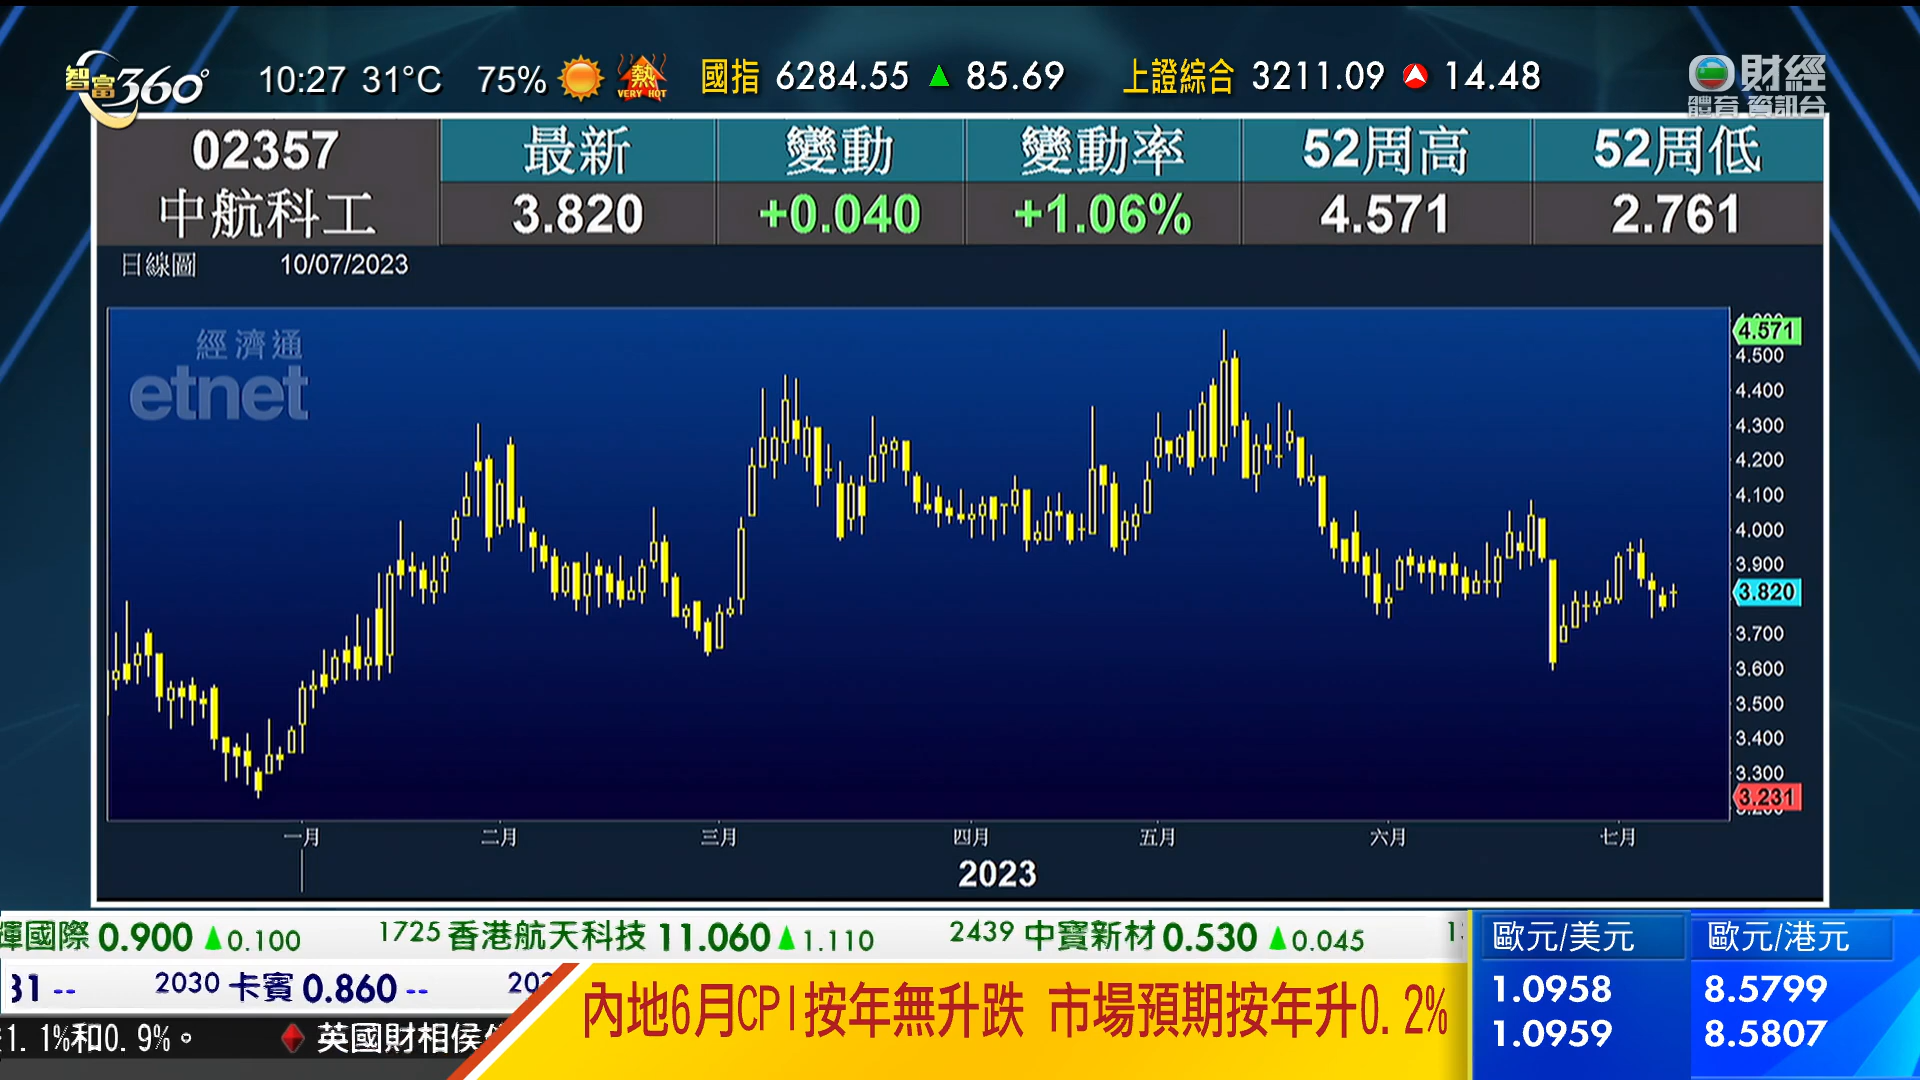 智富360°
10:27 31°C 75% 熱 VERY HOT 國指 6284.55 ▲ 85.69 上證綜合 3211.09 14.48
財經
體育 資訊台
02357 最新 變動 變動率 52周高 52周低
中航科工 3.820 +0.040 +1.06% 4.571 2.761
日線圖 10/07/2023
經濟通
etnet
4.571
4.500
4.400
4.300
4.200
4.100
4.000
3.900
3.820
3.700
3.600
3.500
3.400
3.300
3.231
一月 二月 三月 四月 五月 六月 七月
2023
輝國際 0.900 ▲0.100 1725 香港航天科技 11.060 ▲1.110 2439 中寶新材 0.530 ▲0.045
31 -- 2030 卡賓 0.860 --
1.1%和0.9%。 英國財相侯
內地6月CPI按年無升跌 市場預期按年升0.2%
歐元/美元 歐元/港元
1.0958 8.5799
1.0959 8.5807